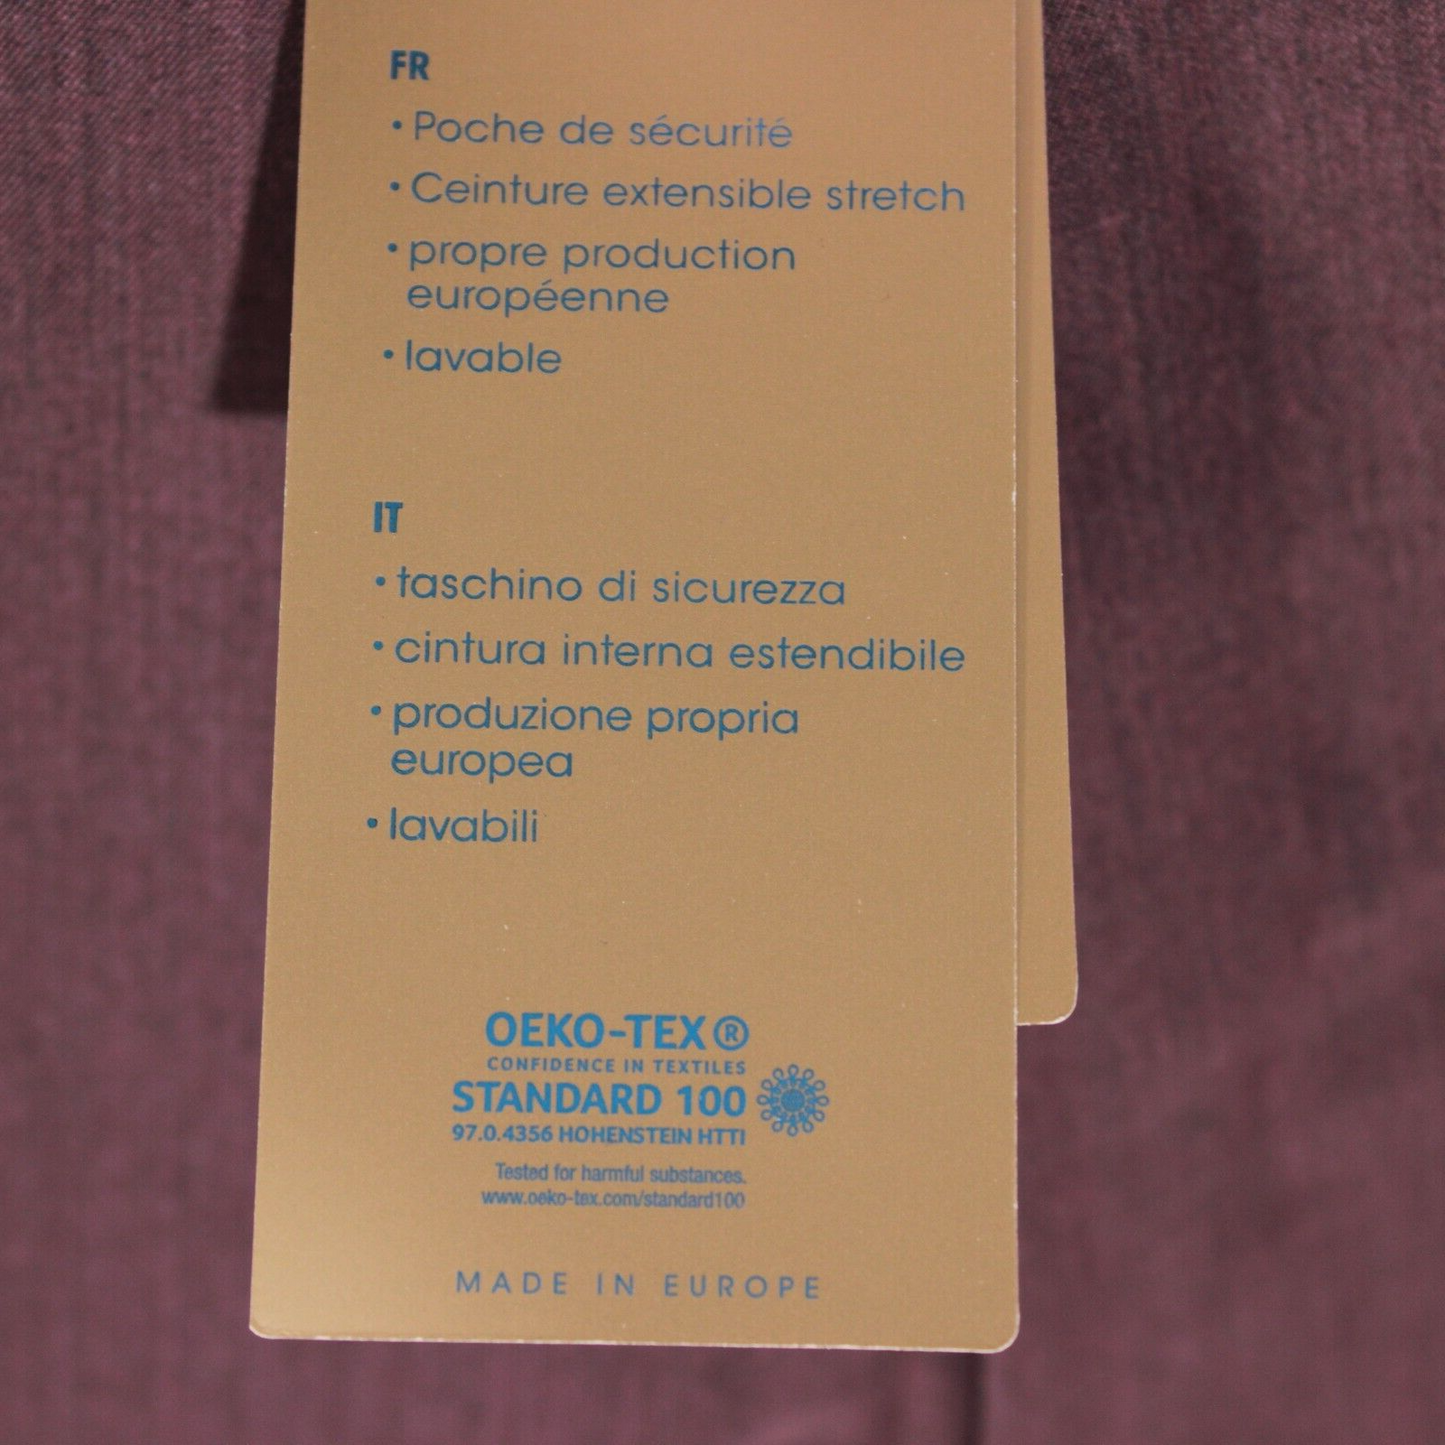 FR
• Poche de sécurité
• Ceinture extensible stretch
• propre production
européenne
• lavable
IT
• taschino di sicurezza
• cintura interna estendibile
• produzione propria
europea
• lavabili
OEKO-TEX®
CONFIDENCE IN TEXTILES
STANDARD 100
97.0.4356 HOHENSTEIN HTTI
Tested for harmful substances.
www.oeko-tex.com/standard100
MADE IN EUROPE